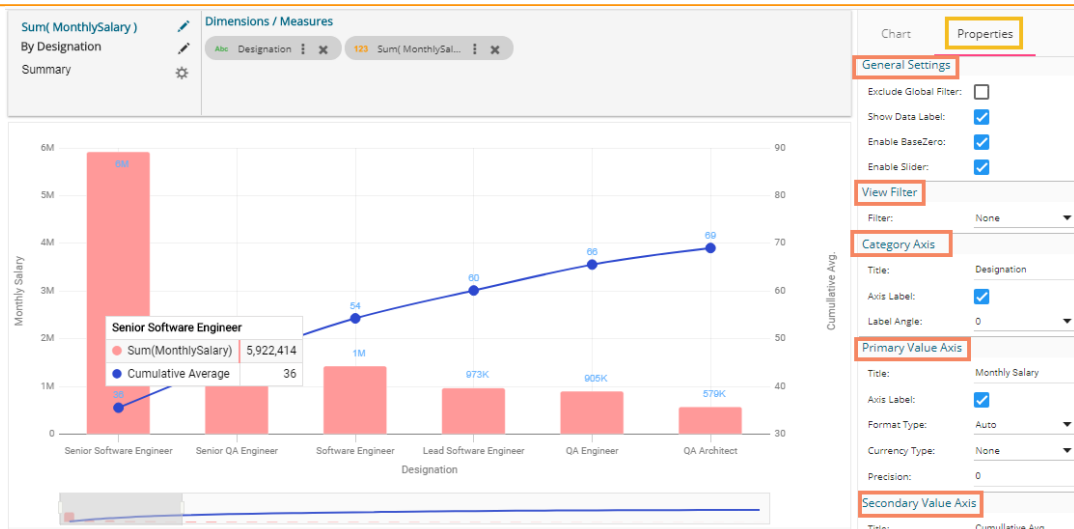 Sum( MonthlySalary )
By Designation
Summary
Dimensions / Measures
Abc Designation
123 Sum( MonthlySal...
6M
5M
4M
3M
2M
1M
0
Monthly Salary
90
80
70
60
50
40
30
Cumullative Avg.
6M
1M
973K
905K
579K
36
54
60
66
69
Senior Software Engineer
Sum(MonthlySalary) 5,922,414
Cumulative Average 36
Senior Software Engineer
Senior QA Engineer
Software Engineer
Lead Software Engineer
QA Engineer
QA Architect
Designation
Chart
Properties
General Settings
Exclude Global Filter:
Show Data Label:
Enable BaseZero:
Enable Slider:
View Filter
Filter: None
Category Axis
Title: Designation
Axis Label:
Label Angle: 0
Primary Value Axis
Title: Monthly Salary
Axis Label:
Format Type: Auto
Currency Type: None
Precision: 0
Secondary Value Axis
Title: Cumullative Avg.